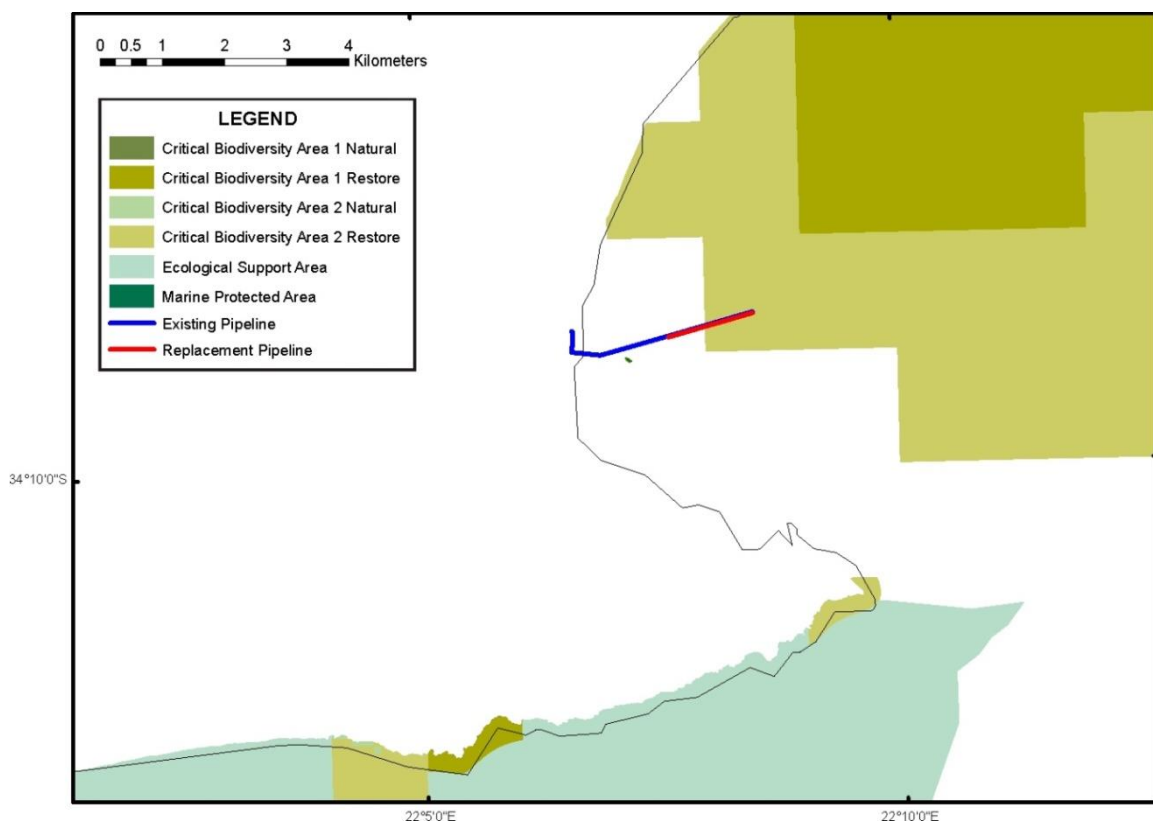 0 0.5 1 2 3 4
Kilometers
LEGEND
Critical Biodiversity Area 1 Natural
Critical Biodiversity Area 1 Restore
Critical Biodiversity Area 2 Natural
Critical Biodiversity Area 2 Restore
Ecological Support Area
Marine Protected Area
Existing Pipeline
Replacement Pipeline
34°10'0"S
22°5'0"E 22°10'0"E